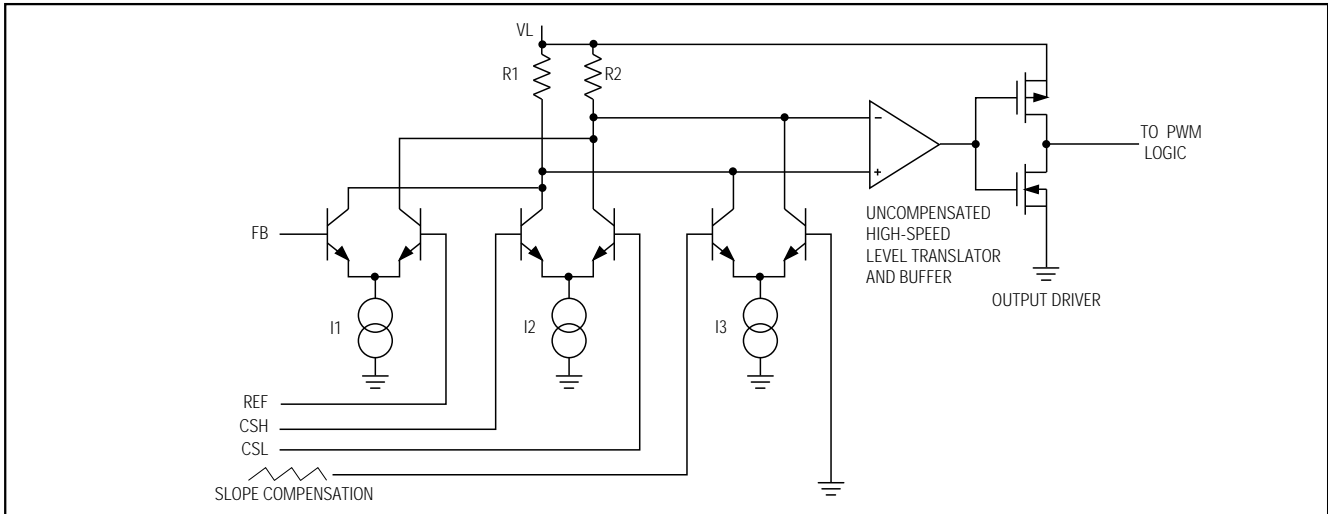 VL
R1
R2
−
+
TO PWM
LOGIC
FB
UNCOMPENSATED
HIGH-SPEED
LEVEL TRANSLATOR
AND BUFFER
OUTPUT DRIVER
I1
I2
I3
REF
CSH
CSL
SLOPE COMPENSATION